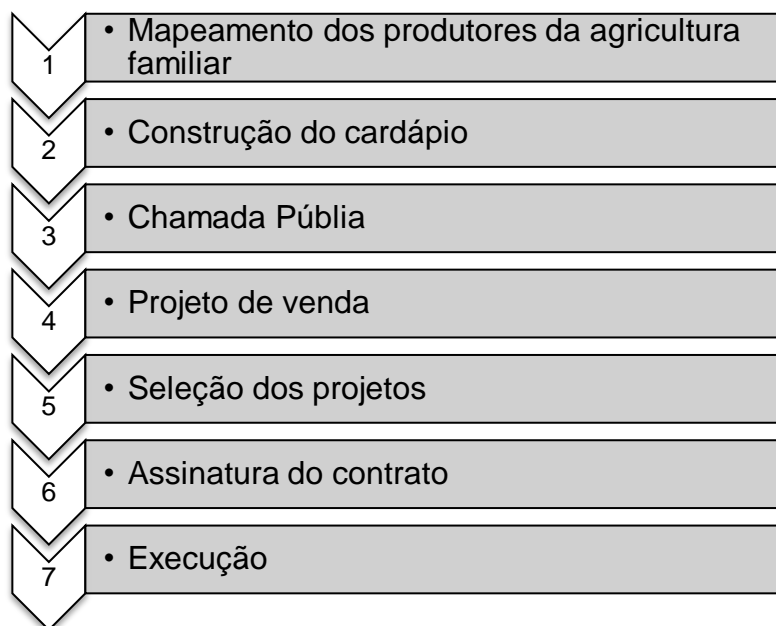 1
• Mapeamento dos produtores da agricultura
familiar
2
• Construção do cardápio
3
• Chamada Públia
4
• Projeto de venda
5
• Seleção dos projetos
6
• Assinatura do contrato
7
• Execução